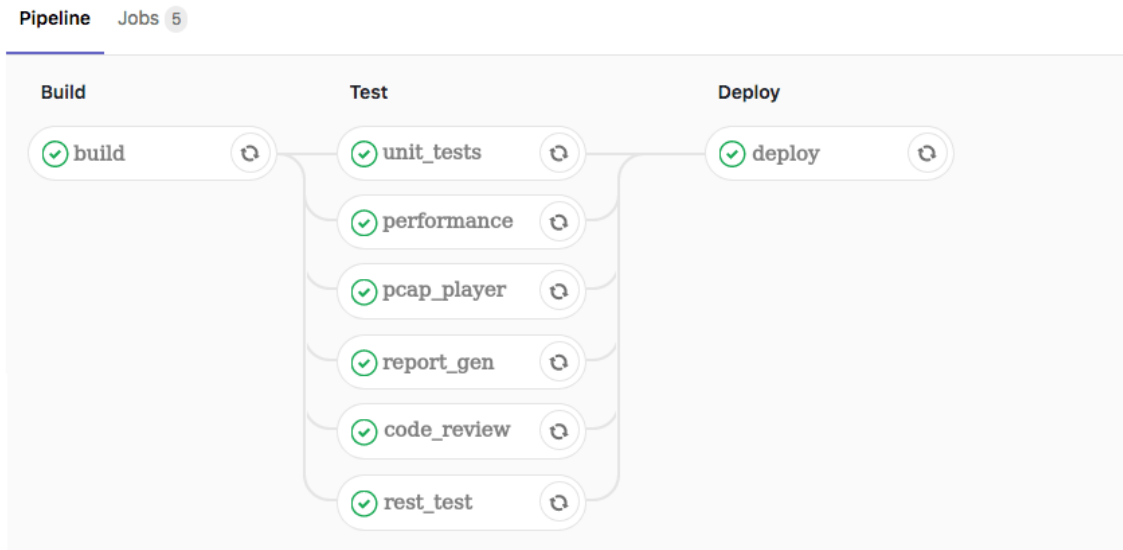 Pipeline Jobs 5
Build Test Deploy
build unit_tests deploy
performance
pcap_player
report_gen
code_review
rest_test